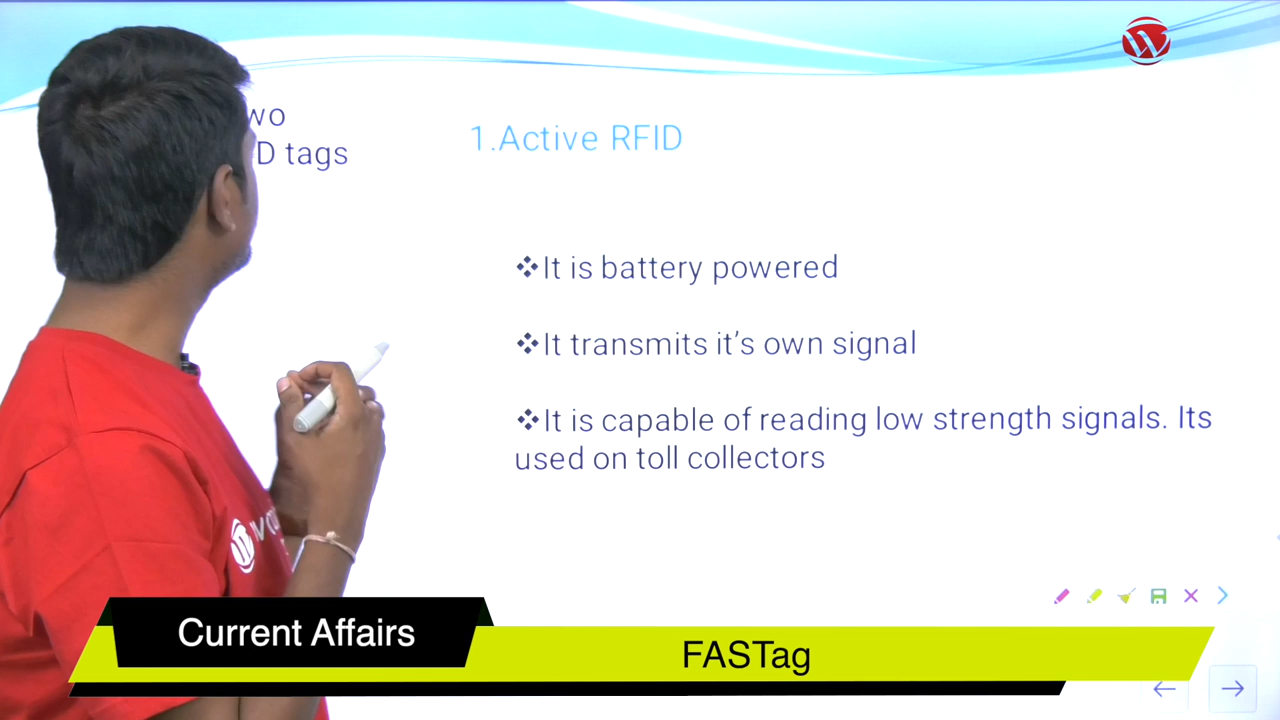 D tags
1.Active RFID
❖It is battery powered
❖It transmits it’s own signal
❖It is capable of reading low strength signals. Its
used on toll collectors
Current Affairs
FASTag